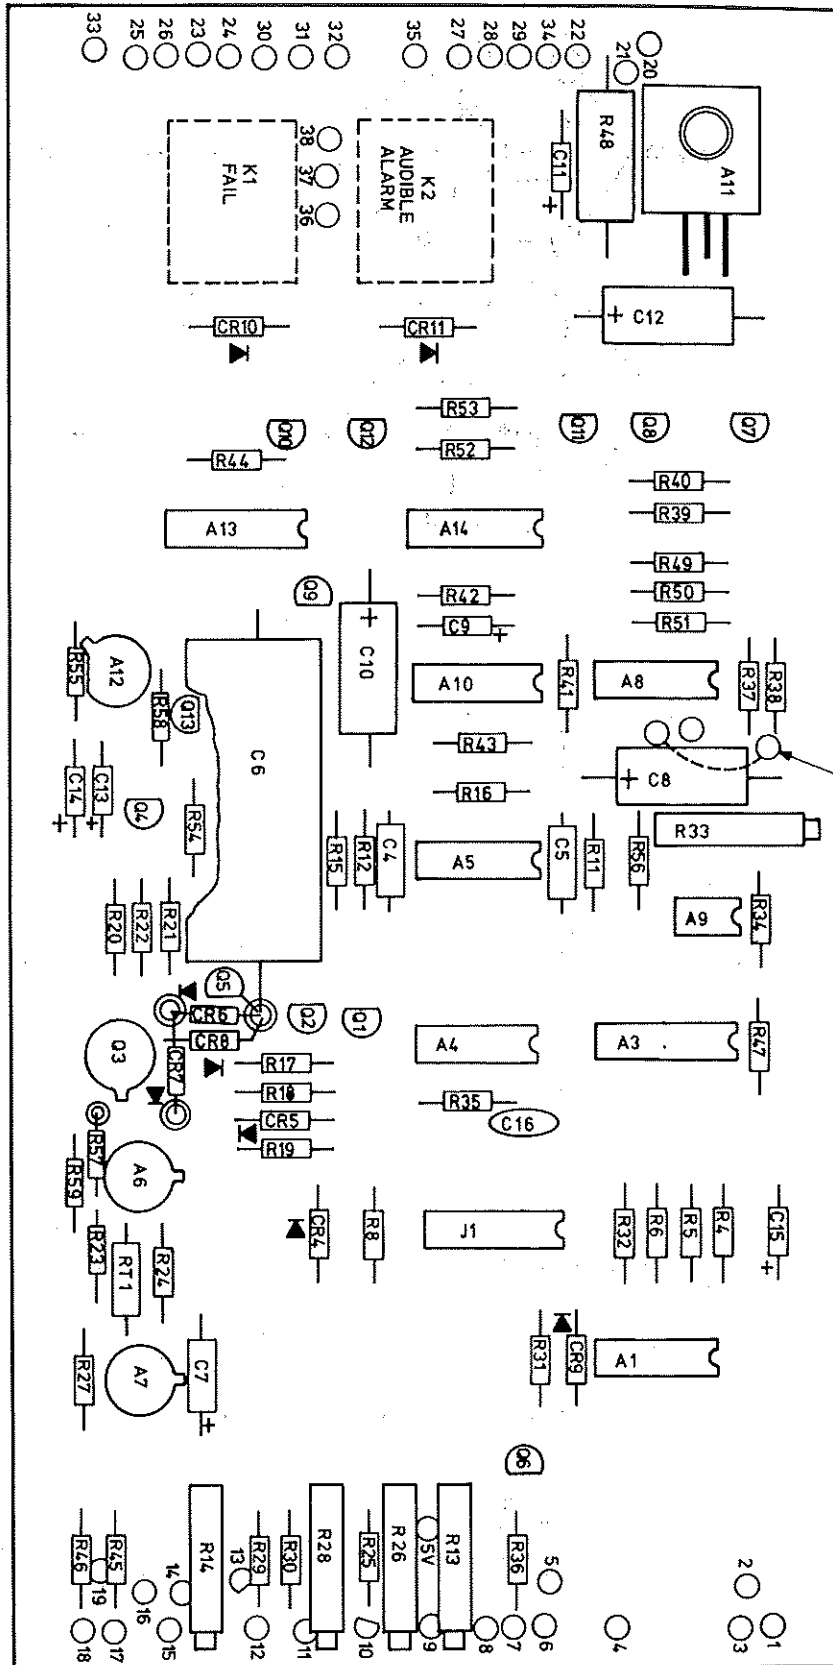 33
25
26
23
24
30
31
32
35
27
28
29
34
22
21
20
38
37
36
K1
FAIL
K2
AUDIBLE
ALARM
C11
+
R48
A11
CR10
CR11
+ C12
R53
R52
R44
Q10
Q12
Q11
Q8
Q7
R40
R39
A13
A14
R49
R50
R51
Q9
R42
C9 +
+
C10
R55
A12
R58
Q13
C6
A10
R41
A8
R37
R38
R43
R16
+ C8
C14
+
C13
+
Q4
R54
R15
R12
C4
A5
C5
R11
R56
R33
A9
R34
R20
R22
R21
Q5
CR6
CR8
Q2
Q1
Q3
CR7
R17
R18
CR5
R19
A4
A3
R47
R35
C16
R57
R59
A6
R23
RT1
R24
CR4
R8
J1
R32
R6
R5
R4
C15
+
R27
A7
C7
+
R31
CR9
A1
Q6
R46
R45
19
16
14
R14
13
R29
R30
R28
R25
R26
5V
R13
R36
5
2
18
17
15
12
11
10
9
8
7
6
4
3
1